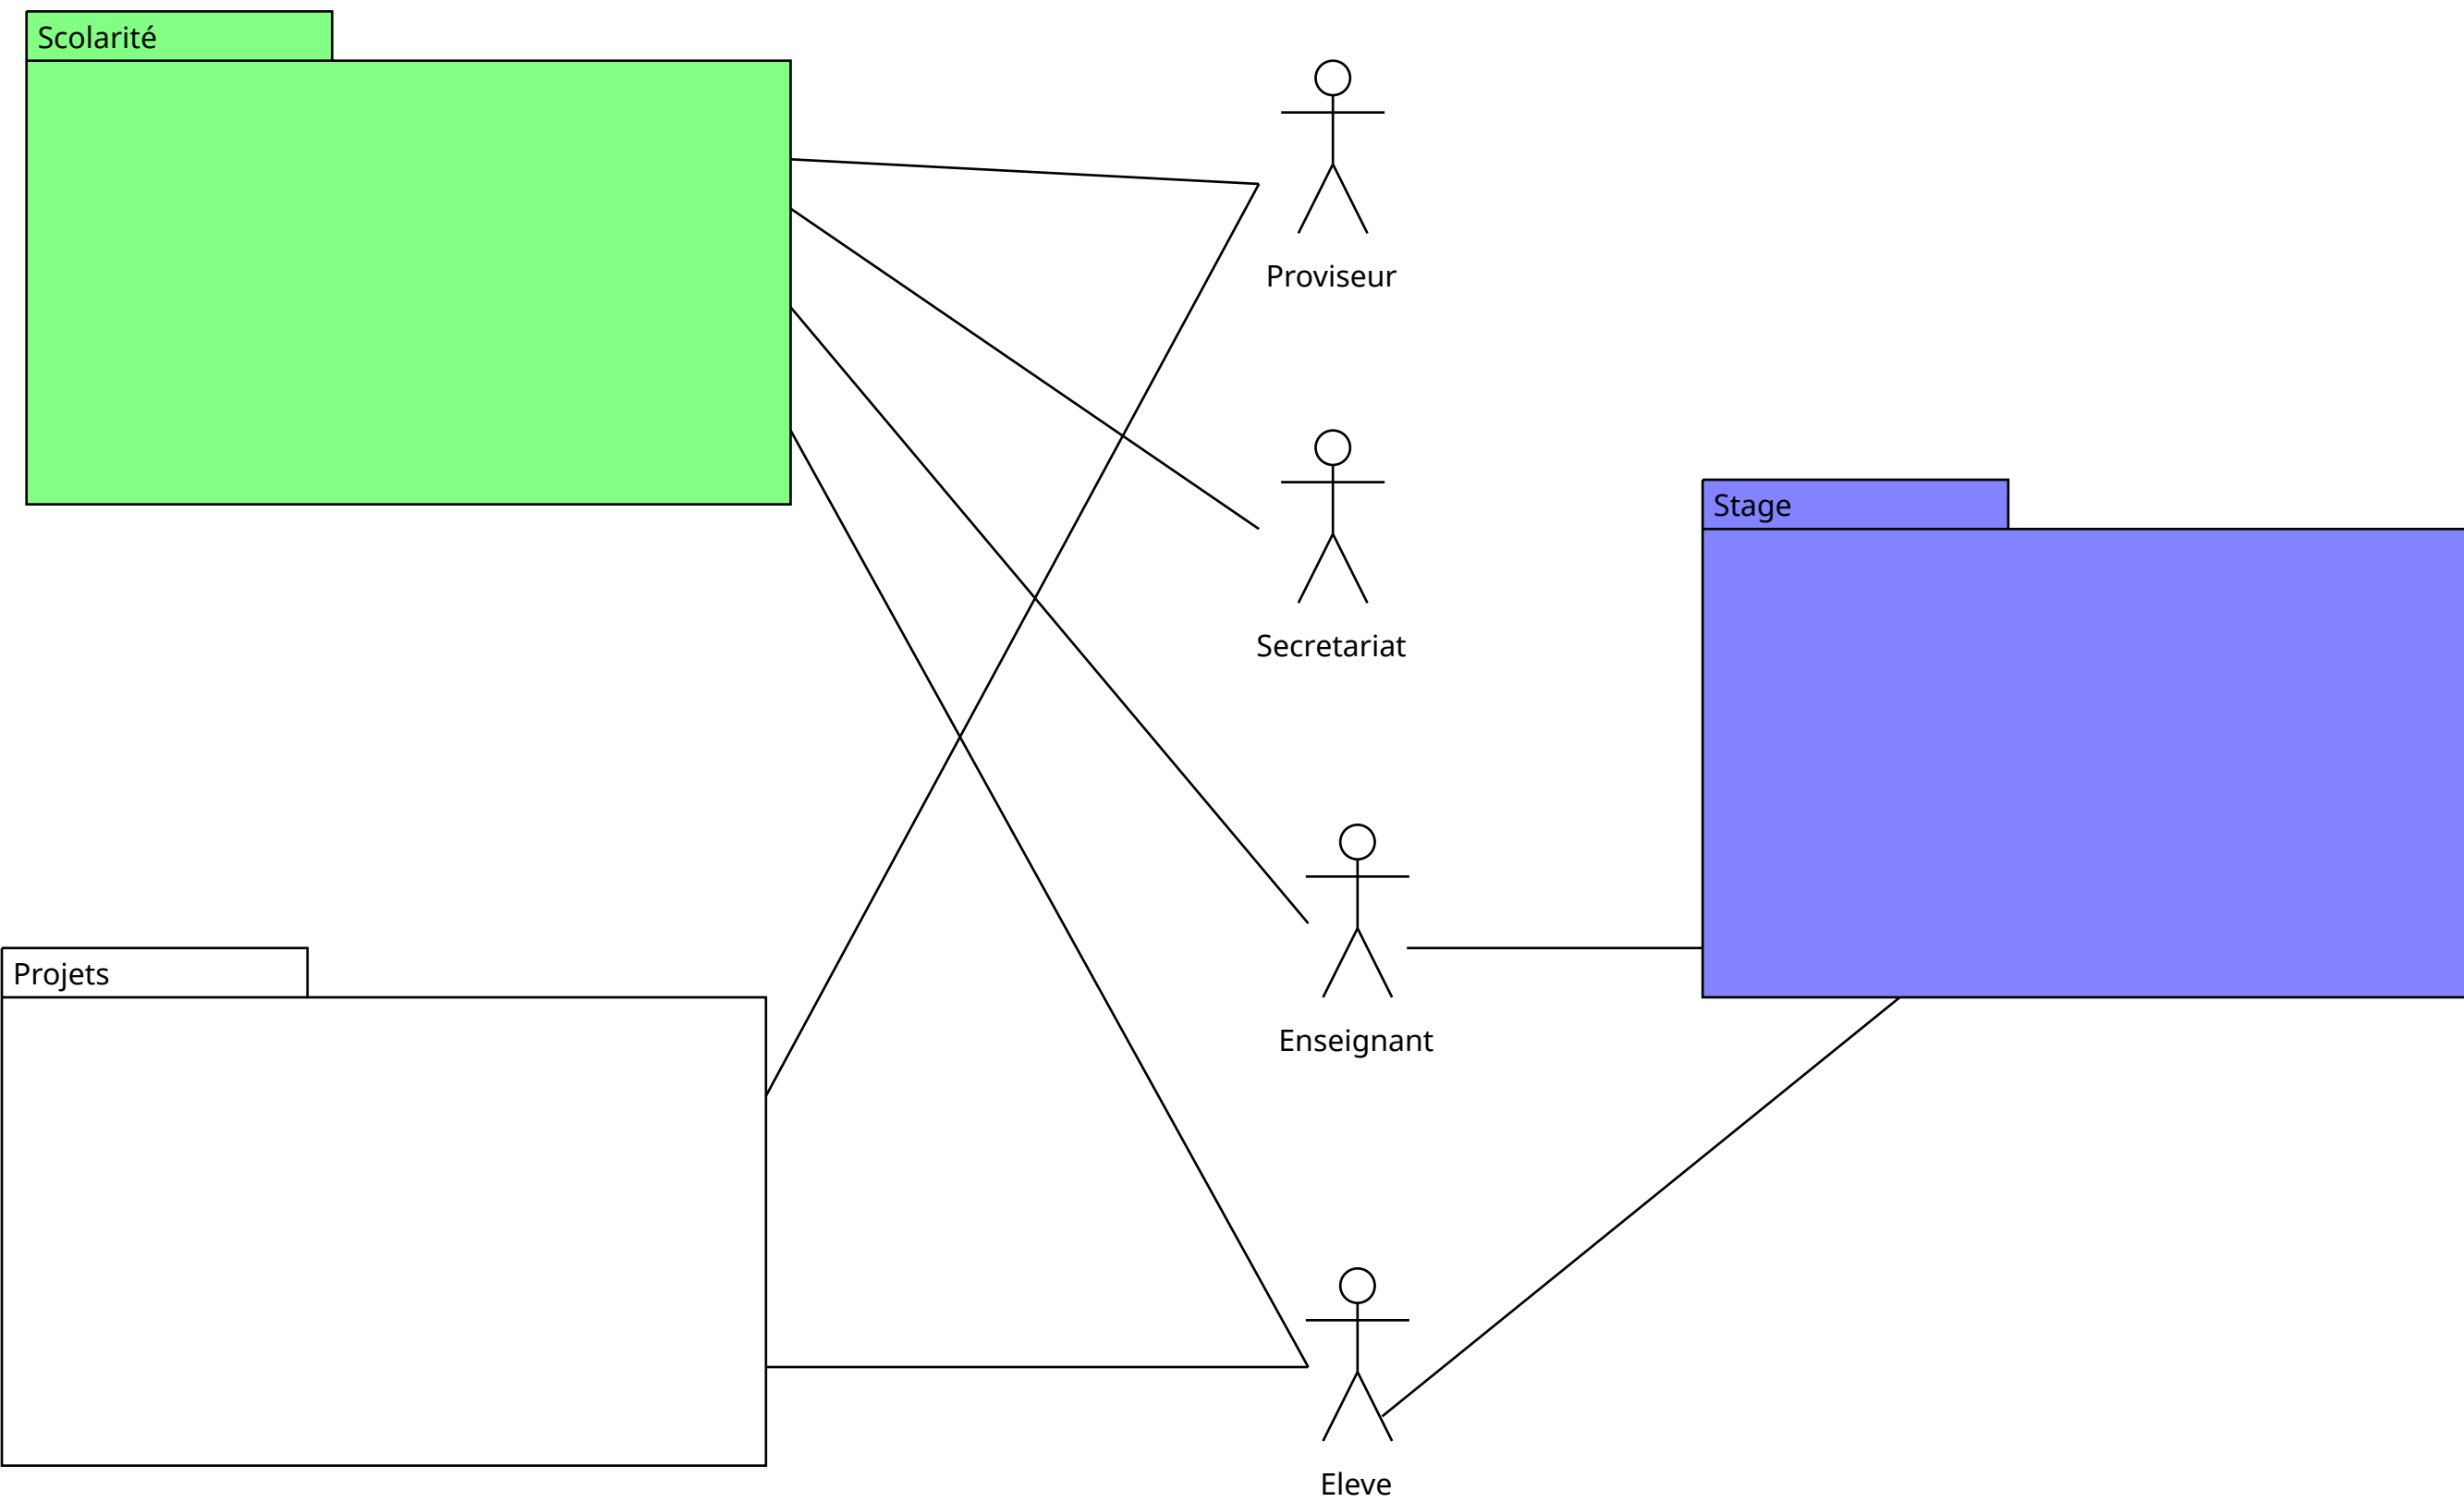 Scolarité
Proviseur
Secretariat
Stage
Projets
Enseignant
Eleve